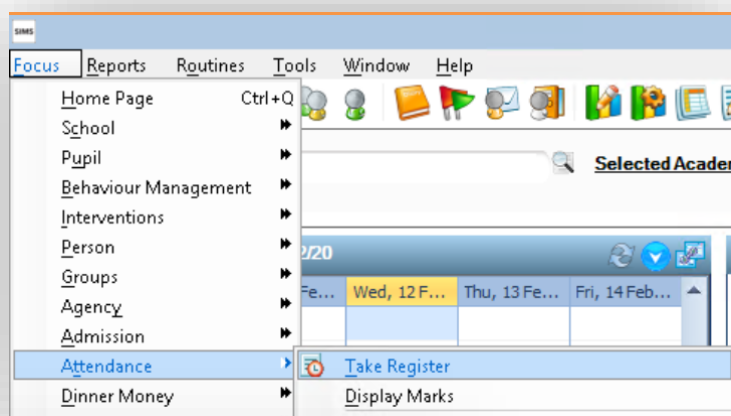 SIMS
Focus Reports Routines Tools Window Help
Home Page Ctrl+Q
School
Pupil
Selected Acader
Behaviour Management
Interventions
Person
2/20
Groups
Fe... Wed, 12 F... Thu, 13 Fe... Fri, 14 Feb...
Agency
Admission
Attendance Take Register
Dinner Money Display Marks